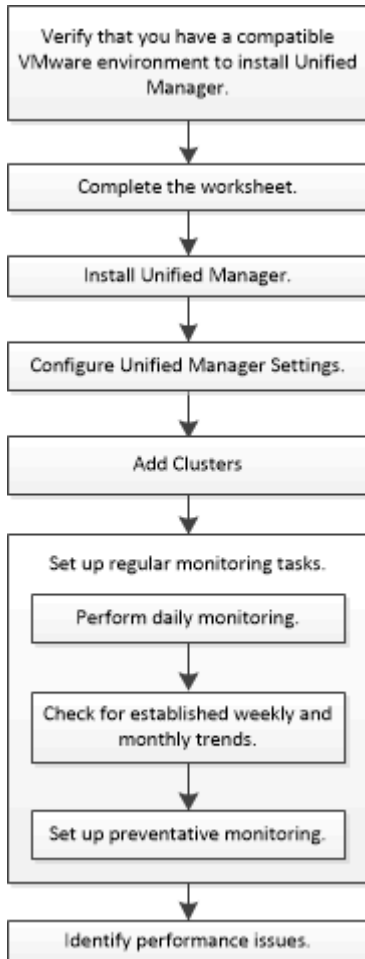 Verify that you have a compatible
VMware environment to install Unified
Manager.
Complete the worksheet.
Install Unified Manager.
Configure Unified Manager Settings.
Add Clusters
Set up regular monitoring tasks.
Perform daily monitoring.
Check for established weekly and
monthly trends.
Set up preventative monitoring.
Identify performance issues.